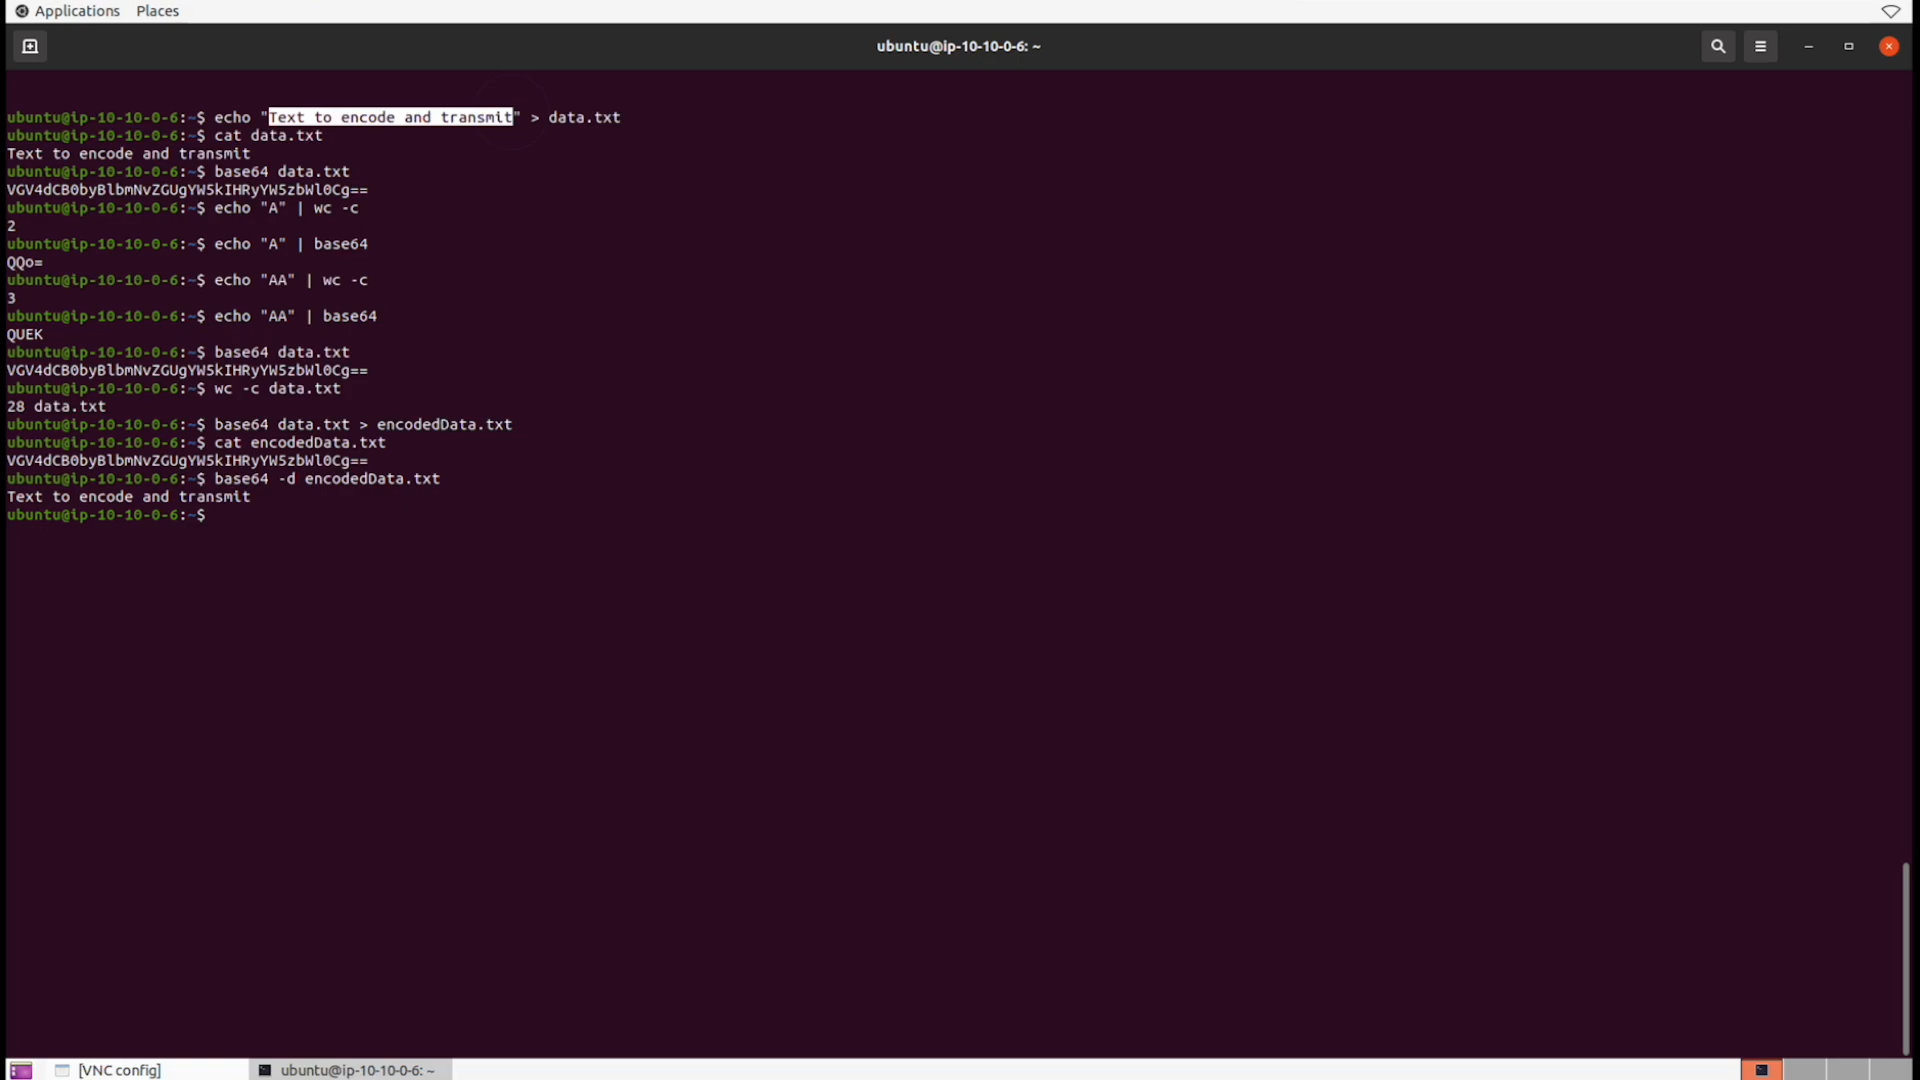 Applications Places
ubuntu@ip-10-10-0-6: ~
ubuntu@ip-10-10-0-6:~$ echo "Text to encode and transmit" > data.txt
ubuntu@ip-10-10-0-6:~$ cat data.txt
Text to encode and transmit
ubuntu@ip-10-10-0-6:~$ base64 data.txt
VGV4dCB0byBlbmNvZGUgYW5kIHRyYW5zbWl0Cg==
ubuntu@ip-10-10-0-6:~$ echo "A" | wc -c
2
ubuntu@ip-10-10-0-6:~$ echo "A" | base64
QQo=
ubuntu@ip-10-10-0-6:~$ echo "AA" | wc -c
3
ubuntu@ip-10-10-0-6:~$ echo "AA" | base64
QUEK
ubuntu@ip-10-10-0-6:~$ base64 data.txt
VGV4dCB0byBlbmNvZGUgYW5kIHRyYW5zbWl0Cg==
ubuntu@ip-10-10-0-6:~$ wc -c data.txt
28 data.txt
ubuntu@ip-10-10-0-6:~$ base64 data.txt > encodedData.txt
ubuntu@ip-10-10-0-6:~$ cat encodedData.txt
VGV4dCB0byBlbmNvZGUgYW5kIHRyYW5zbWl0Cg==
ubuntu@ip-10-10-0-6:~$ base64 -d encodedData.txt
Text to encode and transmit
ubuntu@ip-10-10-0-6:~$
[VNC config] ubuntu@ip-10-10-0-6: ~